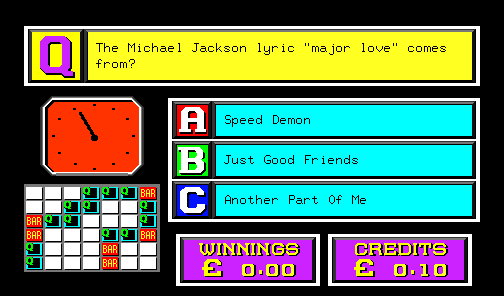 Q The Michael Jackson lyric "major love" comes
from?
A Speed Demon
B Just Good Friends
C Another Part Of Me
Q Q Q BAR
Q Q Q
BAR Q Q
BAR Q Q BAR
Q BAR
Q BAR
WINNINGS
£ 0.00
CREDITS
£ 0.10